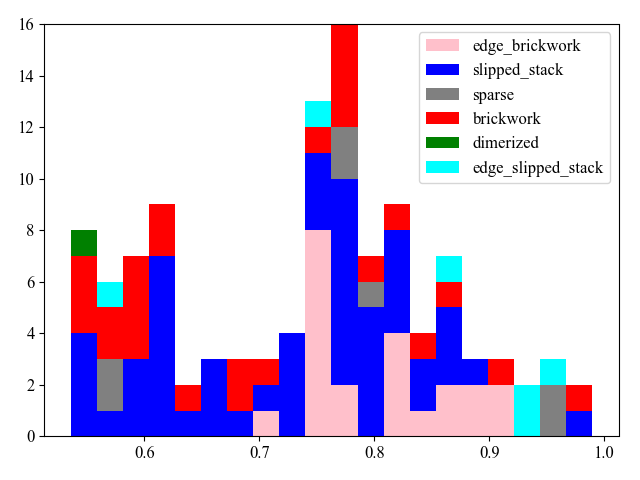 16
14
12
10
8
6
4
2
0
edge_brickwork
slipped_stack
sparse
brickwork
dimerized
edge_slipped_stack
0.6 0.7 0.8 0.9 1.0